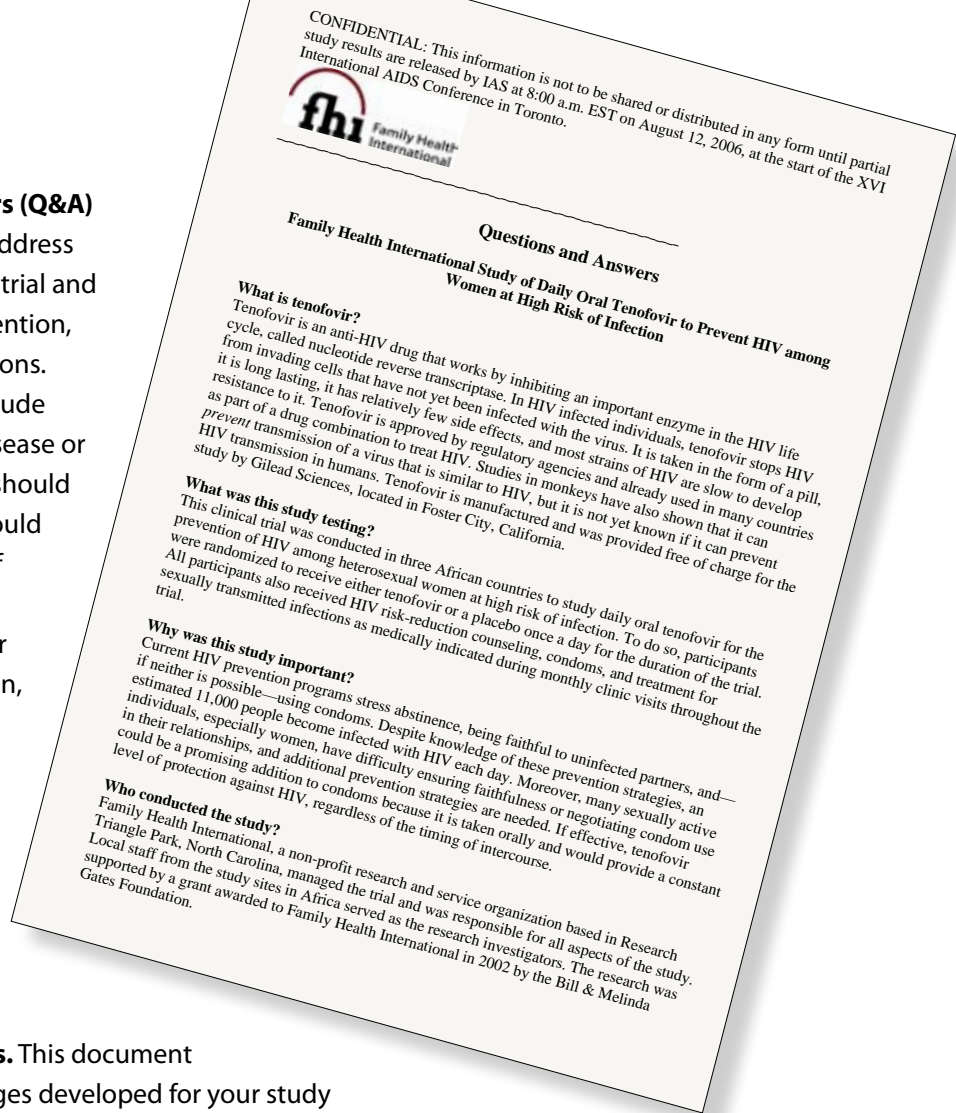 CONFIDENTIAL: This information is not to be shared or distributed in any form until partial
study results are released by IAS at 8:00 a.m. EST on August 12, 2006, at the start of the XVI
International AIDS Conference in Toronto.
fhi Family Health
International
Questions and Answers
Family Health International Study of Daily Oral Tenofovir to Prevent HIV among
Women at High Risk of Infection
What is tenofovir?
Tenofovir is an anti-HIV drug that works by inhibiting an important enzyme in the HIV life
cycle, called nucleotide reverse transcriptase. In HIV infected individuals, tenofovir stops HIV
from invading cells that have not yet been infected with the virus. It is taken in the form of a pill,
it is long lasting, it has relatively few side effects, and most strains of HIV are slow to develop
resistance to it. Tenofovir is approved by regulatory agencies and already used in many countries
as part of a drug combination to treat HIV. Studies in monkeys have also shown that it can
prevent transmission of a virus that is similar to HIV, but it is not yet known if it can prevent
HIV transmission in humans. Tenofovir is manufactured and was provided free of charge for the
study by Gilead Sciences, located in Foster City, California.
What was this study testing?
This clinical trial was conducted in three African countries to study daily oral tenofovir for the
prevention of HIV among heterosexual women at high risk of infection. To do so, participants
were randomized to receive either tenofovir or a placebo once a day for the duration of the trial.
All participants also received HIV risk-reduction counseling, condoms, and treatment for
sexually transmitted infections as medically indicated during monthly clinic visits throughout the
trial.
Why was this study important?
Current HIV prevention programs stress abstinence, being faithful to uninfected partners, and—
if neither is possible—using condoms. Despite knowledge of these prevention strategies, an
estimated 11,000 people become infected with HIV each day. Moreover, many sexually active
individuals, especially women, have difficulty ensuring faithfulness or negotiating condom use
in their relationships, and additional prevention strategies are needed. If effective, tenofovir
could be a promising addition to condoms because it is taken orally and would provide a constant
level of protection against HIV, regardless of the timing of intercourse.
Who conducted the study?
Family Health International, a non-profit research and service organization based in Research
Triangle Park, North Carolina, managed the trial and was responsible for all aspects of the study.
Local staff from the study sites in Africa served as the research investigators. The research was
supported by a grant awarded to Family Health International in 2002 by the Bill & Melinda
Gates Foundation.
rs (Q&A)
ddress
trial and
ention,
ons.
ude
sease or
should
ould
f
r
n,
s. This document
ges developed for your study